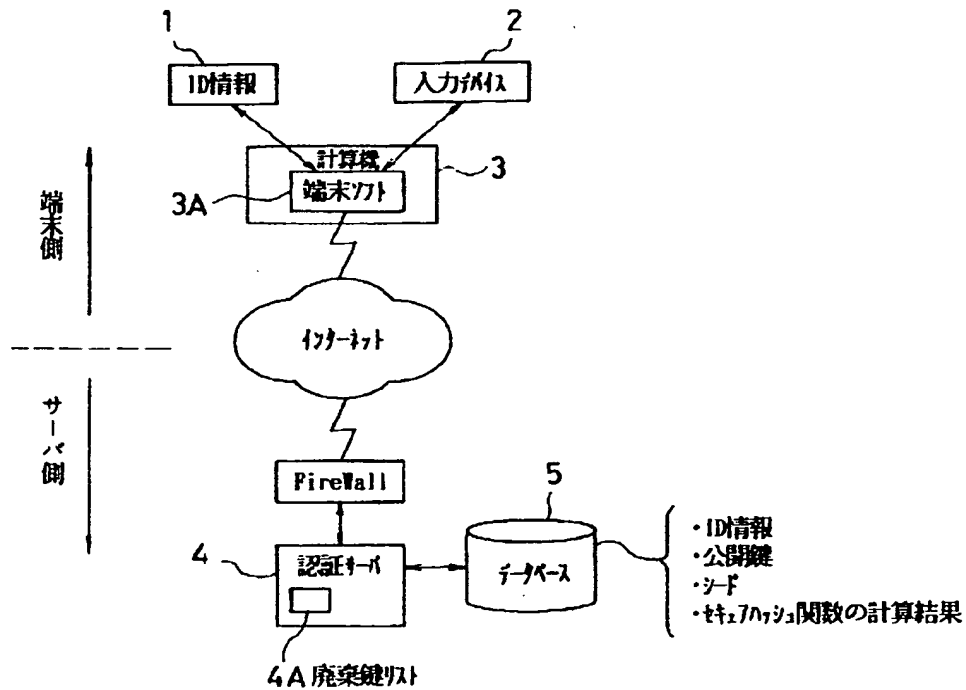 1
2
ID情報
入力デバイス
計算機
3
3A
端末ソフト
端末側
インターネット
サーバ側
FireWall
4
認証サーバ
5
データベース
・ID情報
・公開鍵
・シード
・セキュアハッシュ関数の計算結果
4A 廃棄鍵リスト